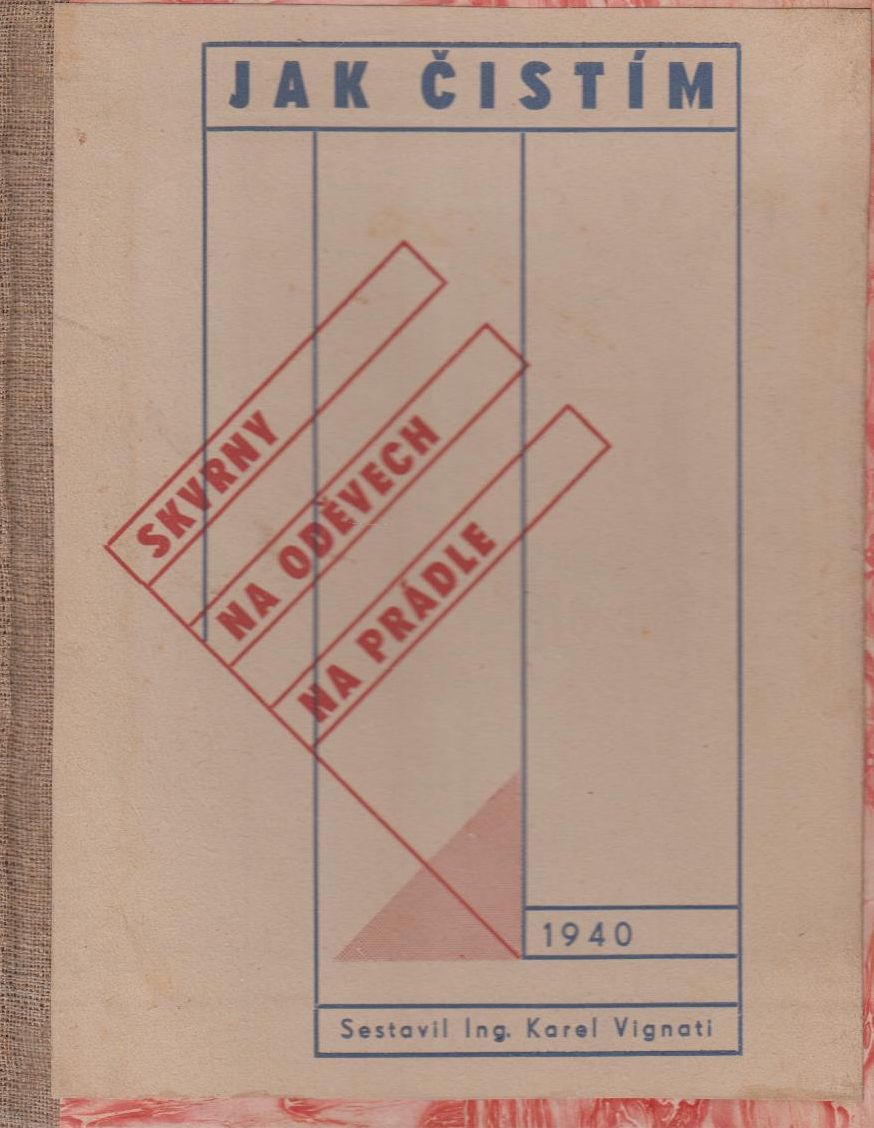 JAK ČISTÍM
SKVRNY
NA ODĚVECH
NA PRÁDLE
1940
Sestavil Ing. Karel Vignati